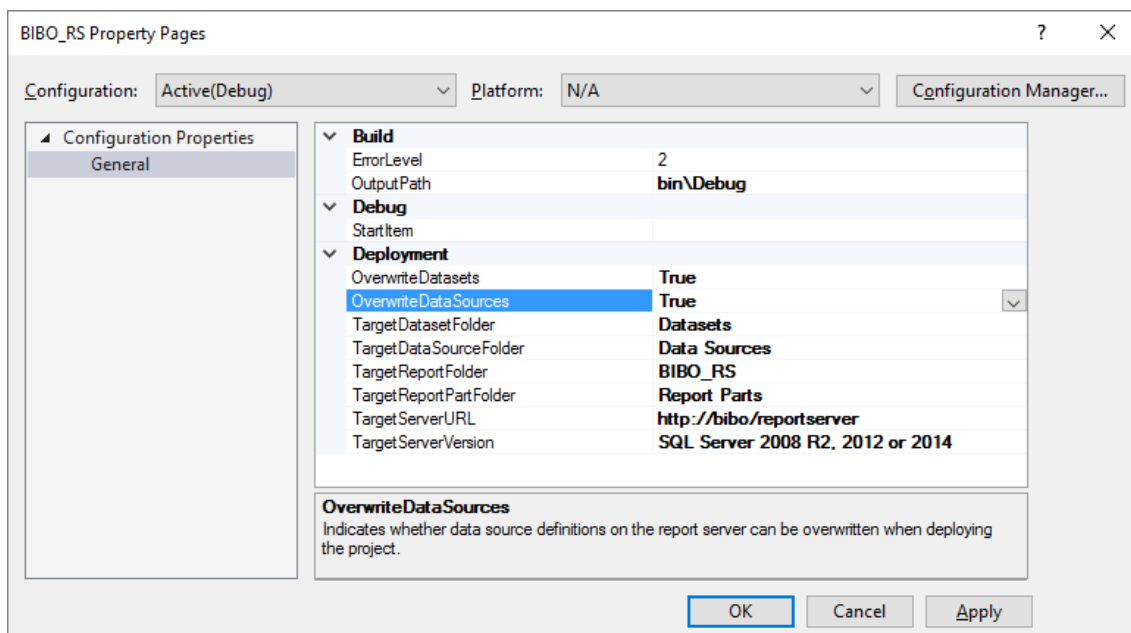 BIBO_RS Property Pages ?
Configuration: Active(Debug) Platform: N/A Configuration Manager...
Configuration Properties
General
Build
ErrorLevel 2
OutputPath bin\Debug
Debug
StartItem
Deployment
OverwriteDatasets True
OverwriteDataSources True
TargetDatasetFolder Datasets
TargetDataSourceFolder Data Sources
TargetReportFolder BIBO_RS
TargetReportPartFolder Report Parts
TargetServerURL http://bibo/reportserver
TargetServerVersion SQL Server 2008 R2, 2012 or 2014
OverwriteDataSources
Indicates whether data source definitions on the report server can be overwritten when deploying
the project.
OK Cancel Apply